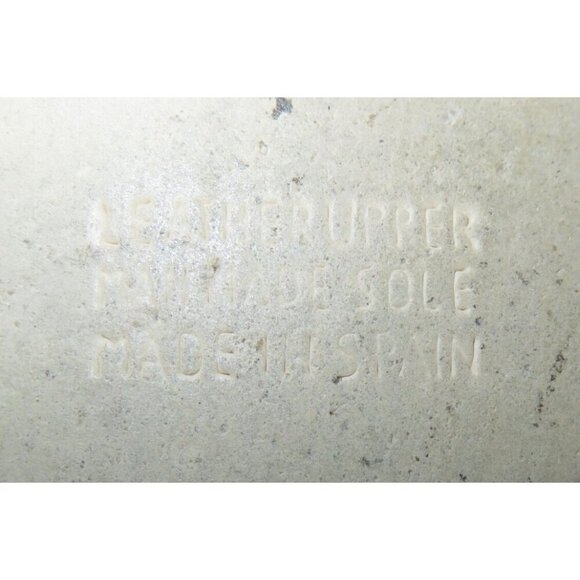 LEATHER UPPER
MAN MADE SOLE
MADE IN SPAIN